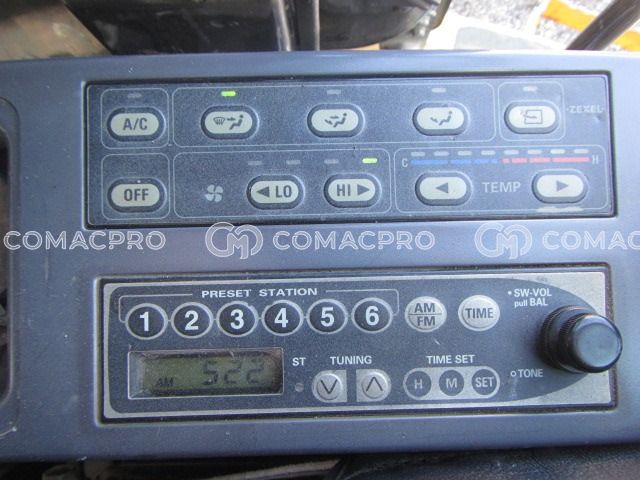 A/C
-ZEXEL-
C H
OFF
◀ LO HI ▶ ◀ TEMP ▶
COMACPRO COMACPRO COMACPRO
PRESET STATION
1 2 3 4 5 6 AM/FM TIME
• SW-VOL
pull BAL
AM 522
ST TUNING TIME SET
H M SET
○ TONE